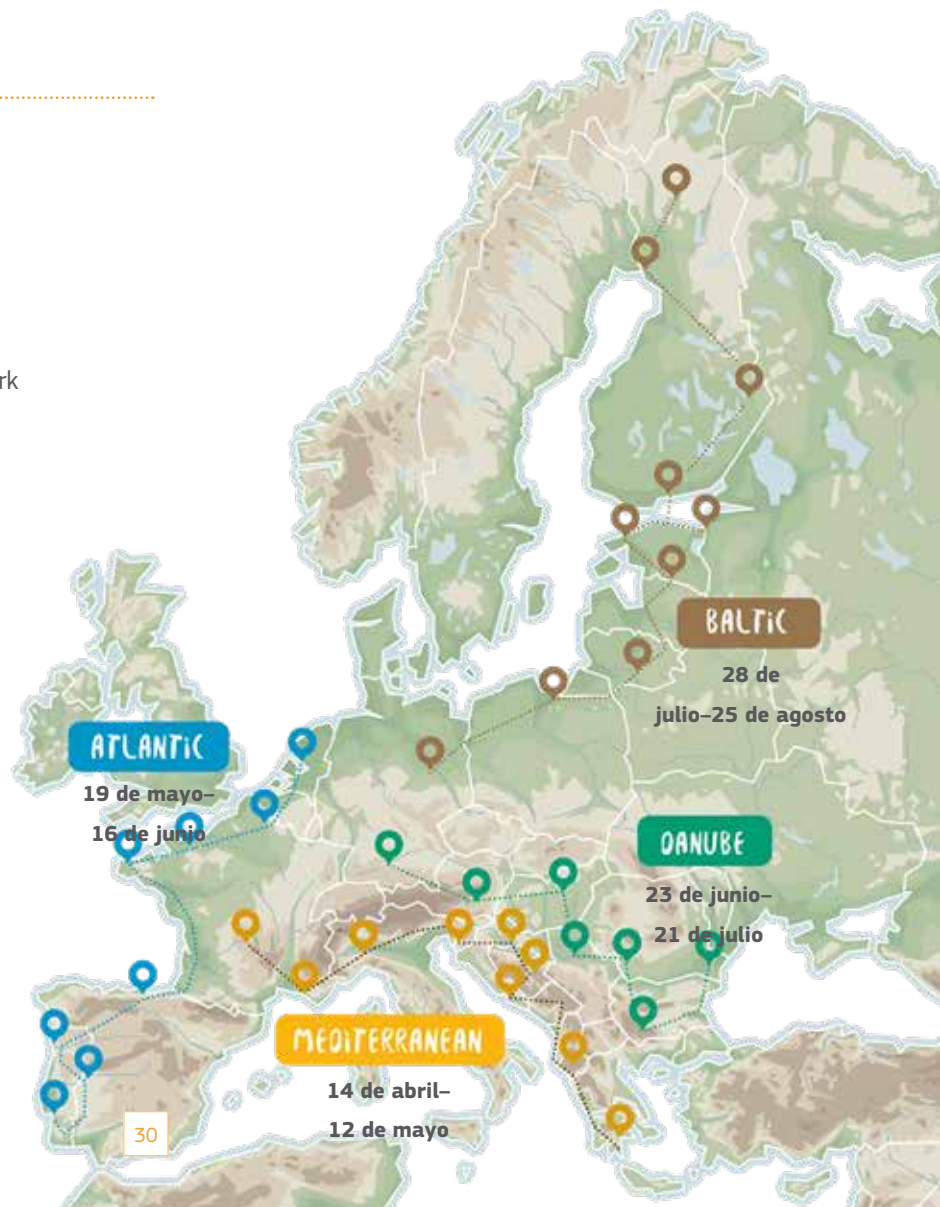 rk
BALTIC
28 de
julio–25 de agosto
ATLANTIC
19 de mayo–
16 de junio
DANUBE
23 de junio–
21 de julio
MEDITERRANEAN
14 de abril–
12 de mayo
30